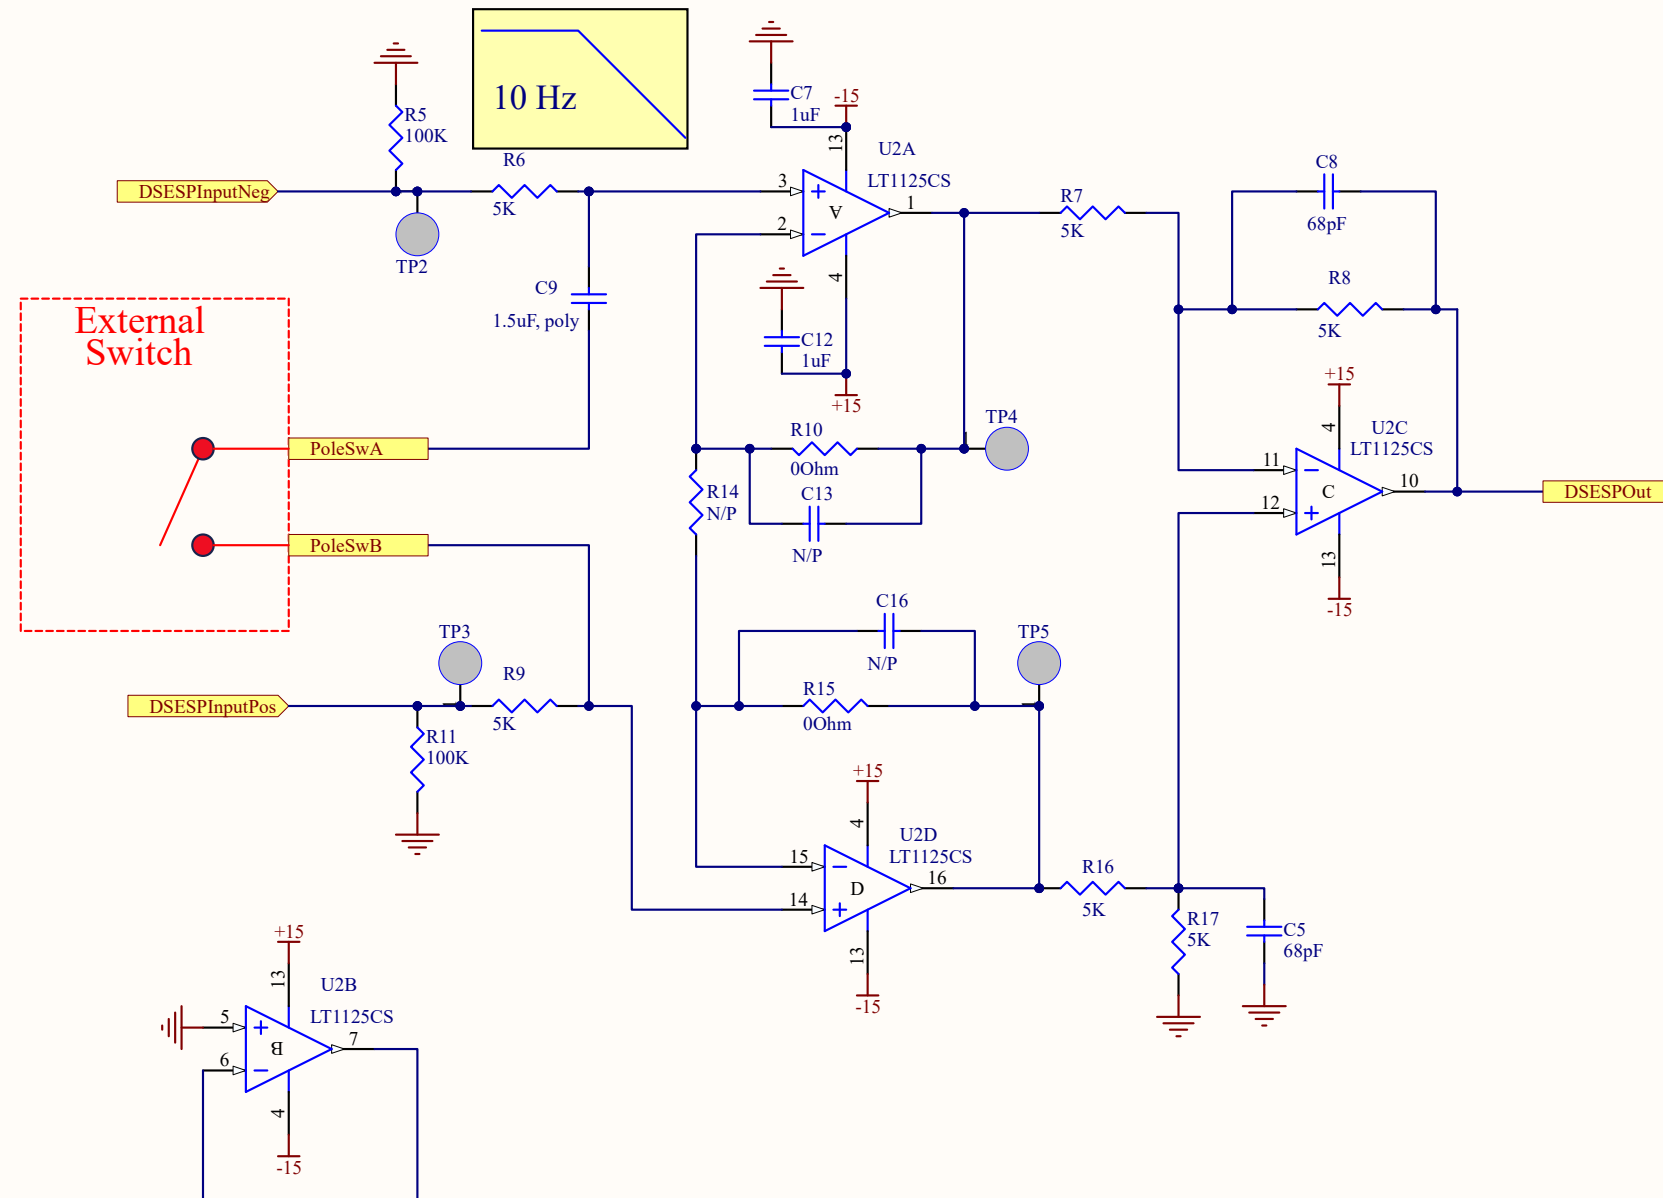 10 Hz
C7
1uF
-15
13
U2A
LT1125CS
R5
100K
R6
5K
DSESPInputNeg
TP2
3
2
A
1
4
R7
5K
C8
68pF
R8
5K
C9
1.5uF, poly
C12
1uF
+15
External
Switch
PoleSwA
PoleSwB
R10
0Ohm
C13
N/P
R14
N/P
TP4
+15
4
U2C
LT1125CS
11
12
C
10
13
-15
DSESPOut
C16
N/P
R15
0Ohm
TP5
TP3
R9
5K
DSESPInputPos
R11
100K
+15
4
U2D
LT1125CS
15
14
D
16
13
-15
R16
5K
R17
5K
C5
68pF
+15
13
U2B
LT1125CS
5
6
B
7
4
-15